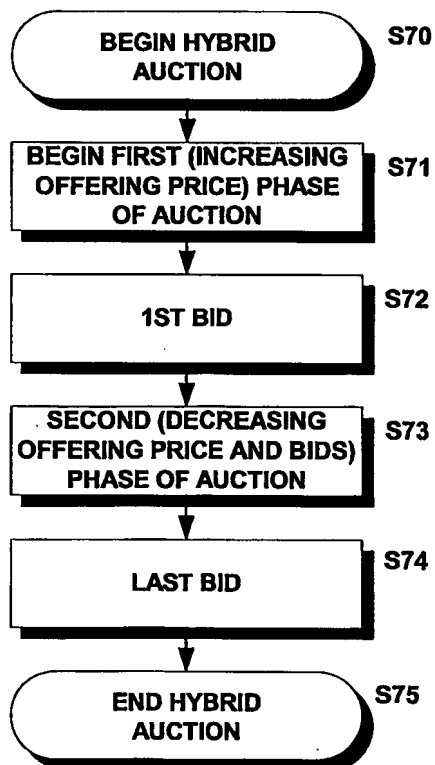 BEGIN HYBRID
AUCTION
S70
BEGIN FIRST (INCREASING
OFFERING PRICE) PHASE
OF AUCTION
S71
1ST BID
S72
SECOND (DECREASING
OFFERING PRICE AND BIDS)
PHASE OF AUCTION
S73
LAST BID
S74
END HYBRID
AUCTION
S75